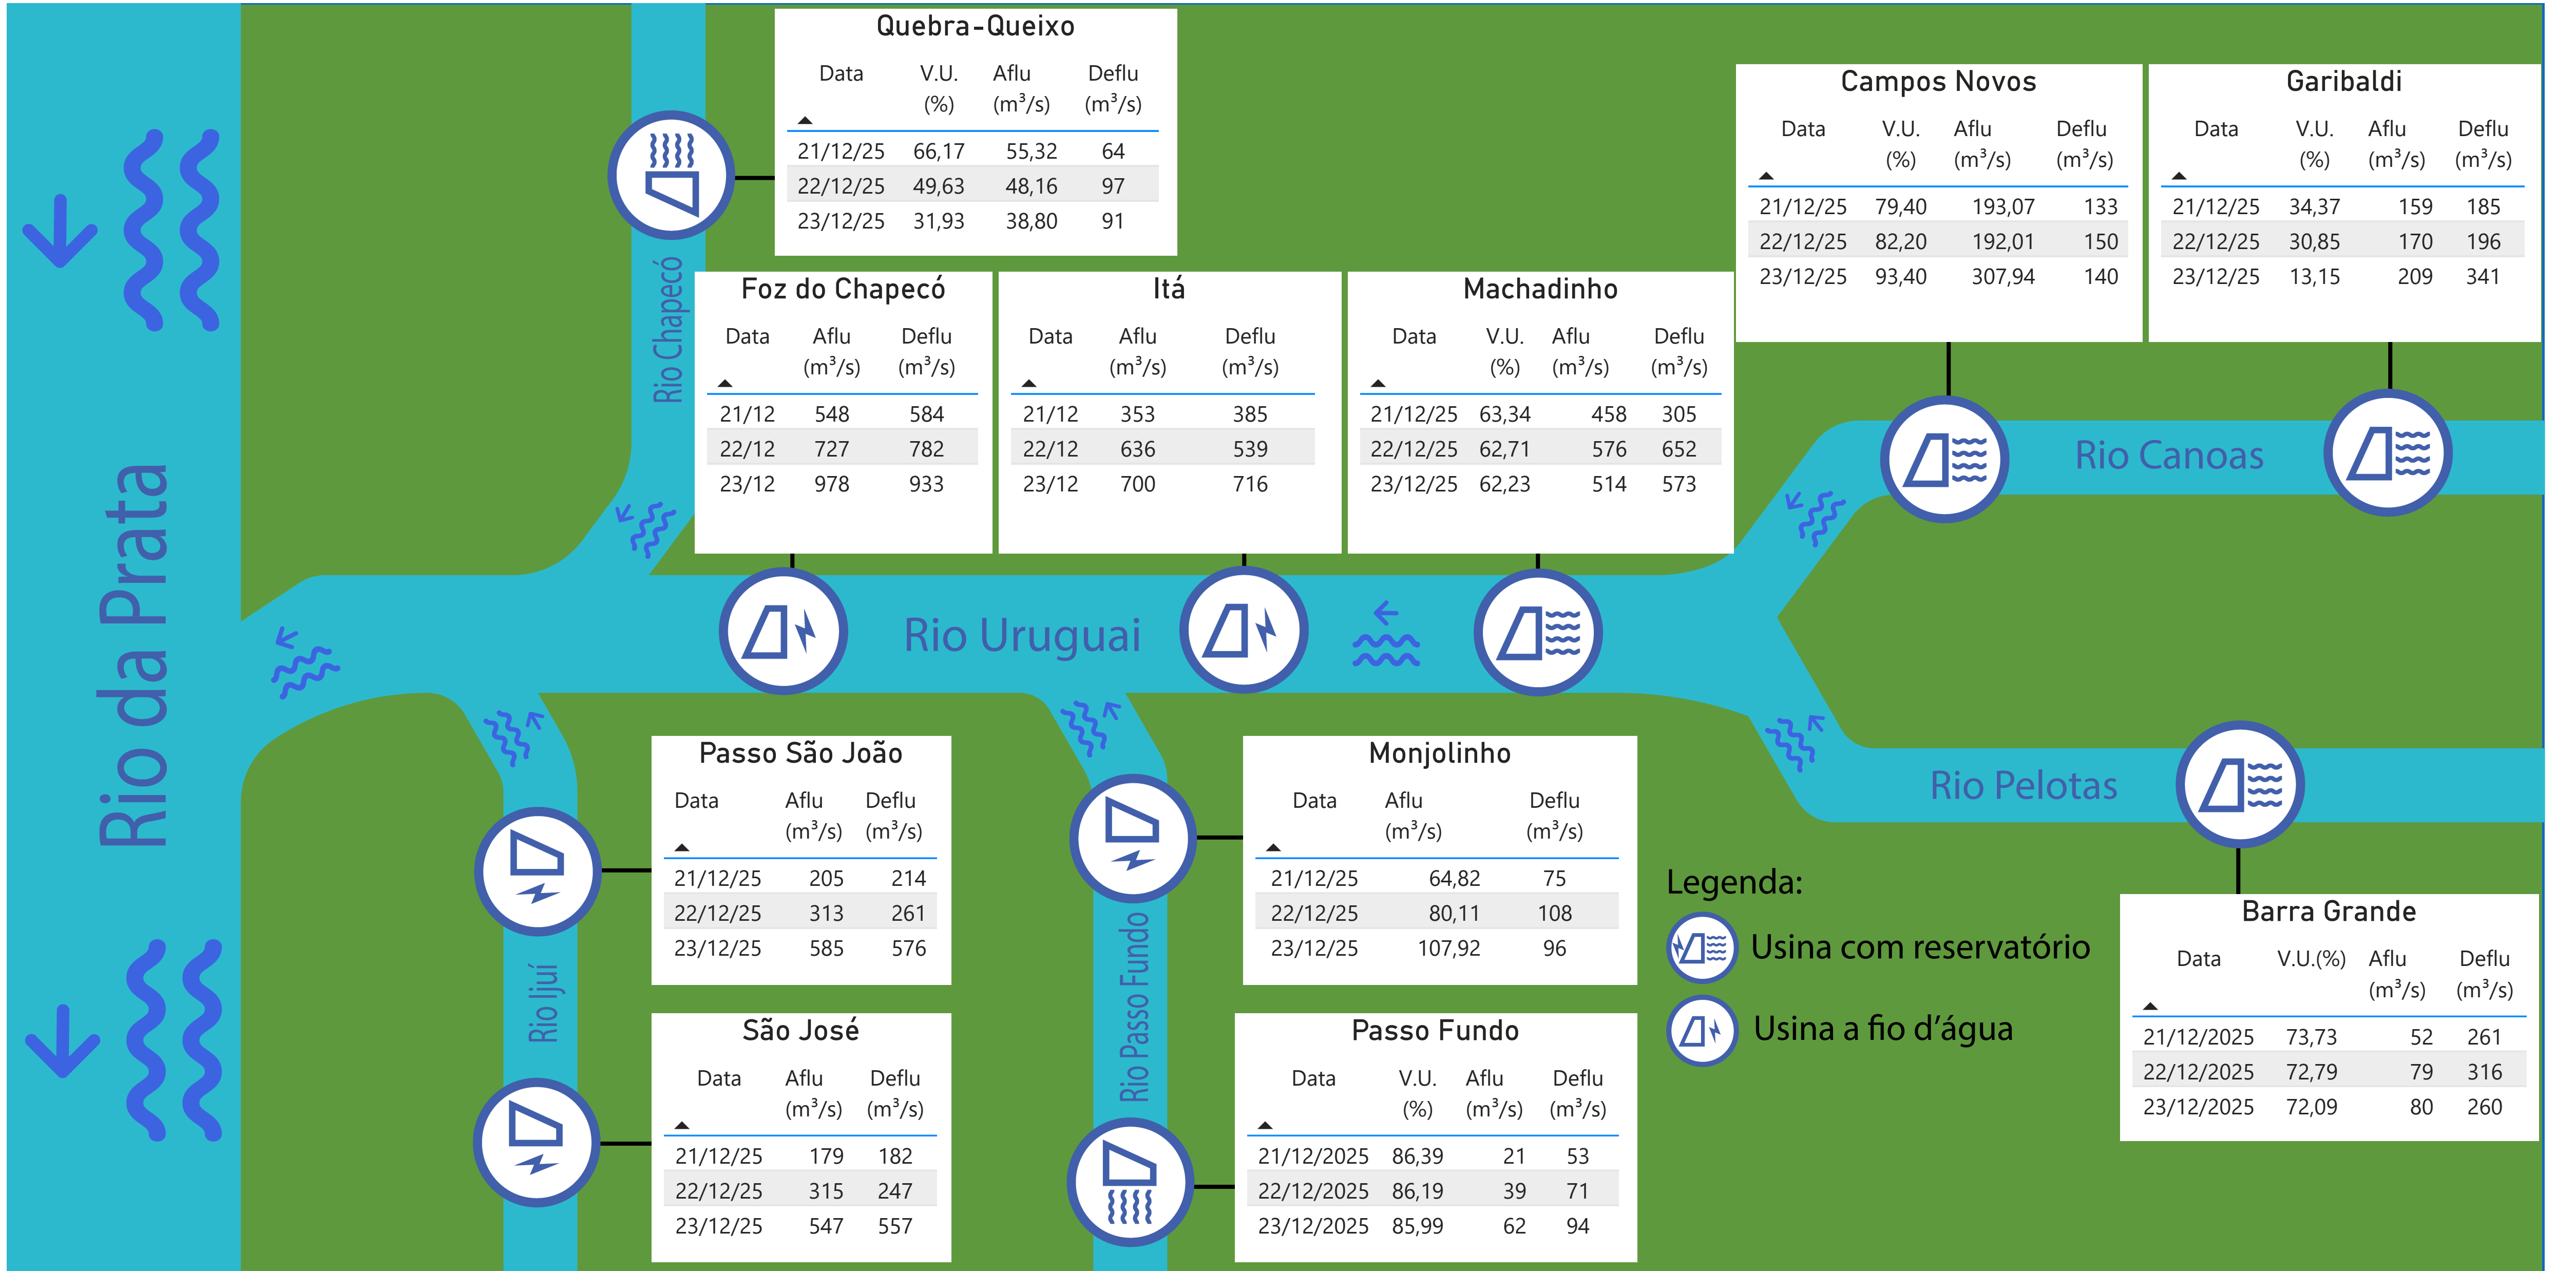 Quebra-Queixo
Data V.U. (%) Aflu (m³/s) Deflu (m³/s)
21/12/25 66,17 55,32 64
22/12/25 49,63 48,16 97
23/12/25 31,93 38,80 91
Campos Novos
Data V.U. (%) Aflu (m³/s) Deflu (m³/s)
21/12/25 79,40 193,07 133
22/12/25 82,20 192,01 150
23/12/25 93,40 307,94 140
Garibaldi
Data V.U. (%) Aflu (m³/s) Deflu (m³/s)
21/12/25 34,37 159 185
22/12/25 30,85 170 196
23/12/25 13,15 209 341
Rio Chapecó
Foz do Chapecó
Data Aflu (m³/s) Deflu (m³/s)
21/12 548 584
22/12 727 782
23/12 978 933
Itá
Data Aflu (m³/s) Deflu (m³/s)
21/12 353 385
22/12 636 539
23/12 700 716
Machadinho
Data V.U. (%) Aflu (m³/s) Deflu (m³/s)
21/12/25 63,34 458 305
22/12/25 62,71 576 652
23/12/25 62,23 514 573
Rio Canoas
Rio da Prata
Rio Uruguai
Rio Pelotas
Passo São João
Data Aflu (m³/s) Deflu (m³/s)
21/12/25 205 214
22/12/25 313 261
23/12/25 585 576
Monjolinho
Data Aflu (m³/s) Deflu (m³/s)
21/12/25 64,82 75
22/12/25 80,11 108
23/12/25 107,92 96
Legenda:
Usina com reservatório
Usina a fio d’água
Barra Grande
Data V.U.(%) Aflu (m³/s) Deflu (m³/s)
21/12/2025 73,73 52 261
22/12/2025 72,79 79 316
23/12/2025 72,09 80 260
Rio Ijuí
São José
Data Aflu (m³/s) Deflu (m³/s)
21/12/25 179 182
22/12/25 315 247
23/12/25 547 557
Rio Passo Fundo
Passo Fundo
Data V.U. (%) Aflu (m³/s) Deflu (m³/s)
21/12/2025 86,39 21 53
22/12/2025 86,19 39 71
23/12/2025 85,99 62 94